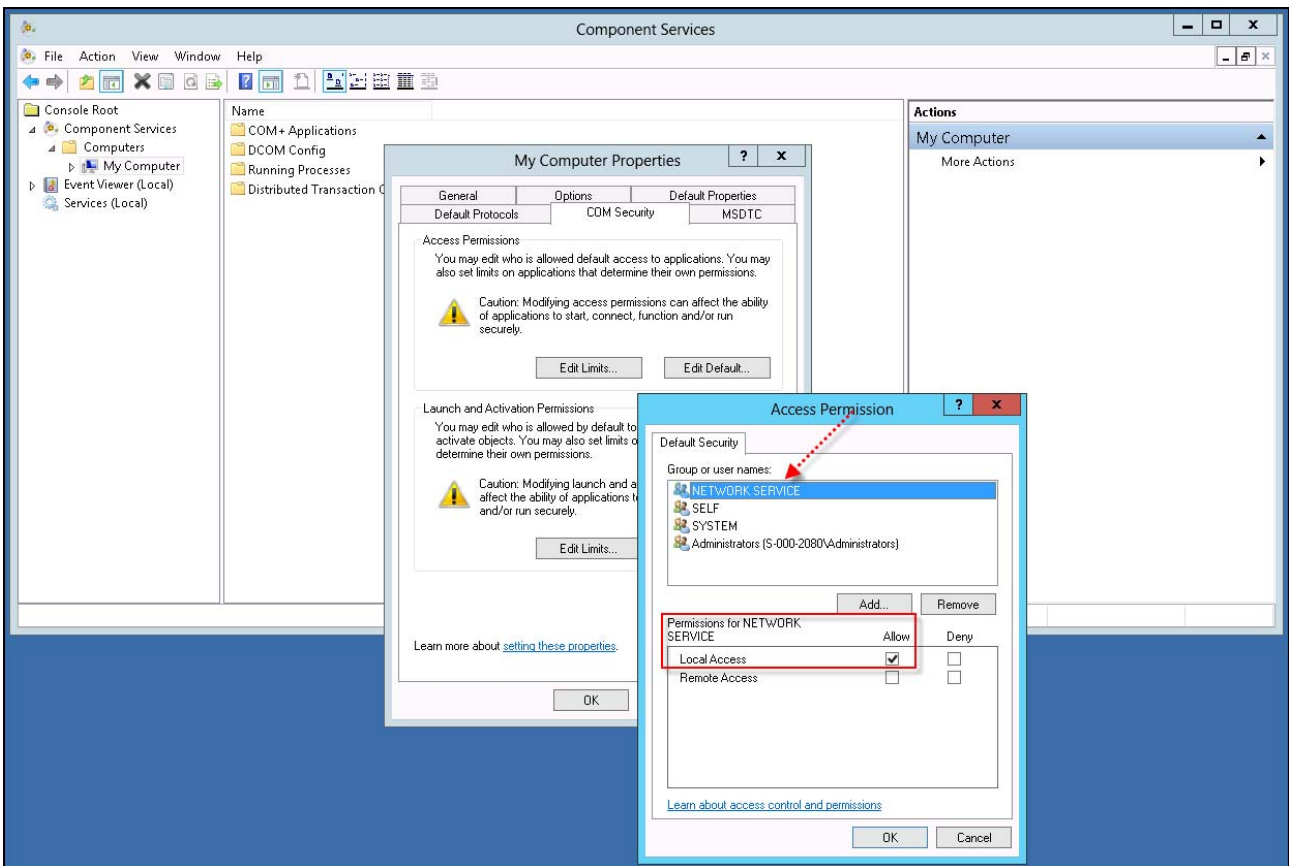 Component Services
File Action View Window Help
Console Root
Component Services
Computers
My Computer
Event Viewer (Local)
Services (Local)
Name
COM+ Applications
DCOM Config
Running Processes
Distributed Transaction C
Actions
My Computer
More Actions
My Computer Properties
General Options Default Properties
Default Protocols COM Security MSDTC
Access Permissions
You may edit who is allowed default access to applications. You may
also set limits on applications that determine their own permissions.
Caution: Modifying access permissions can affect the ability
of applications to start, connect, function and/or run
securely.
Edit Limits... Edit Default...
Launch and Activation Permissions
You may edit who is allowed by default to
activate objects. You may also set limits o
determine their own permissions.
Caution: Modifying launch and a
affect the ability of applications t
and/or run securely.
Edit Limits...
Learn more about setting these properties.
OK
Access Permission
Default Security
Group or user names:
NETWORK SERVICE
SELF
SYSTEM
Administrators (S-000-2080\Administrators)
Add... Remove
Permissions for NETWORK
SERVICE Allow Deny
Local Access
Remote Access
Learn about access control and permissions
OK Cancel